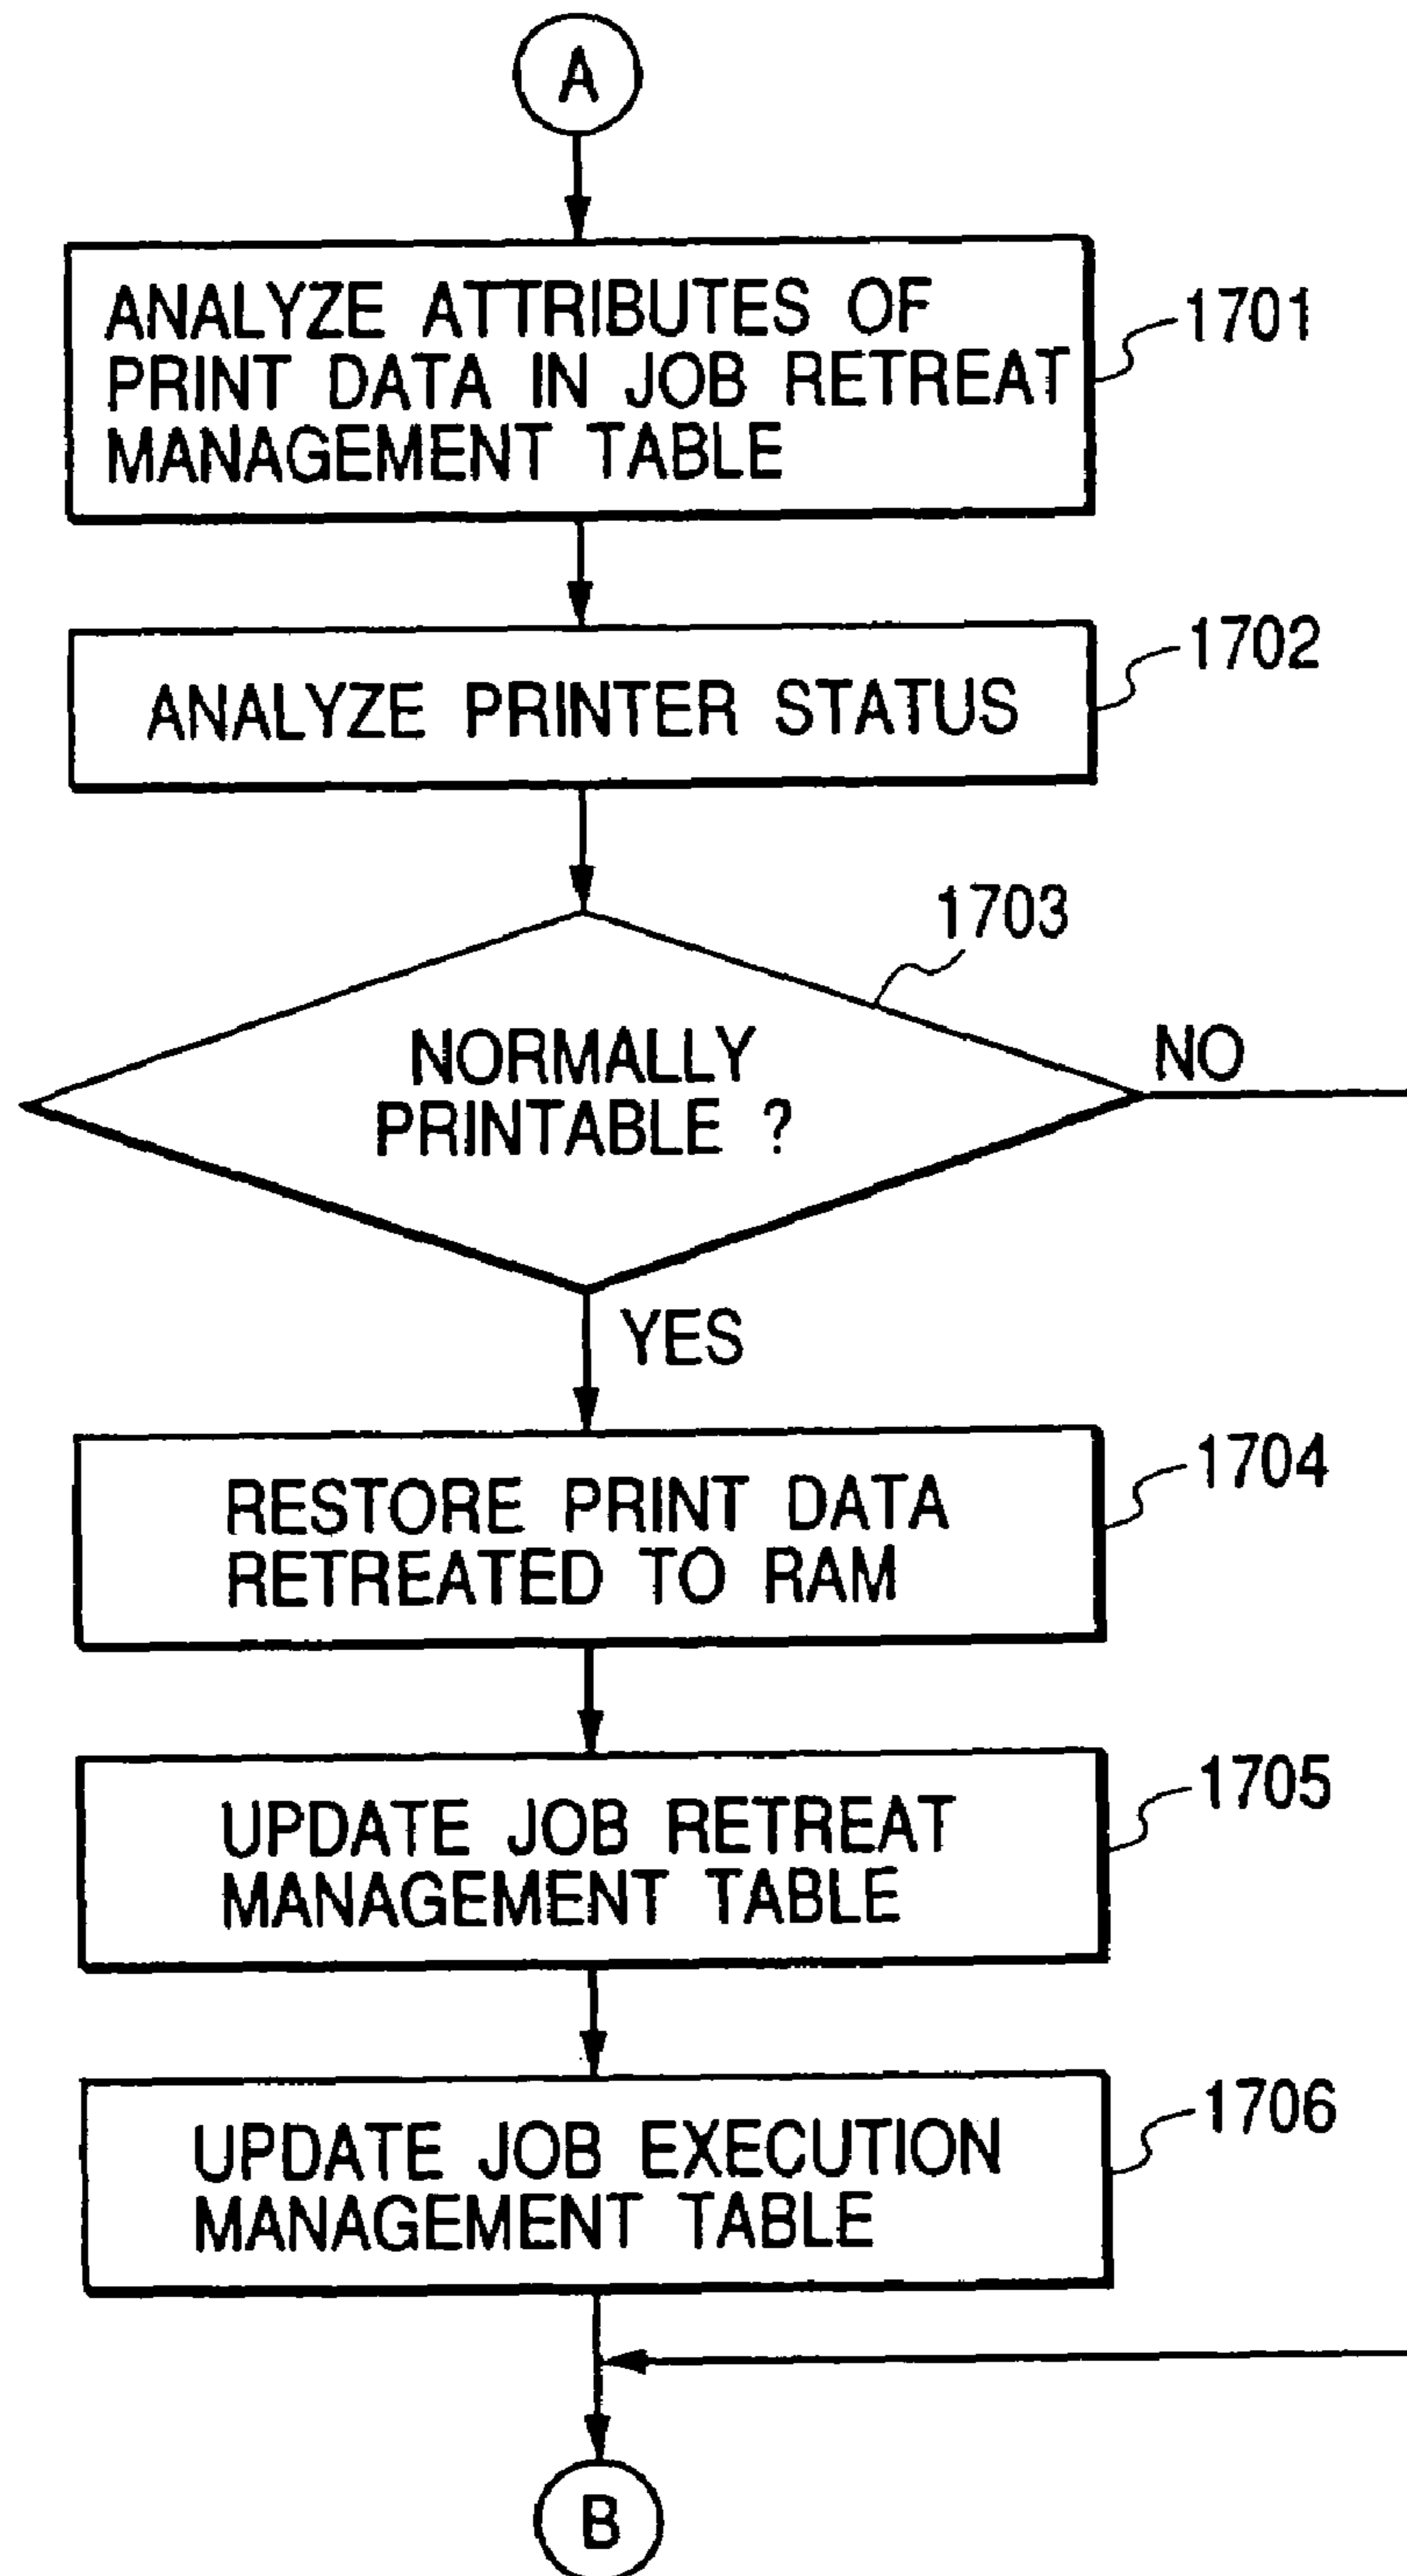 A
ANALYZE ATTRIBUTES OF
PRINT DATA IN JOB RETREAT
MANAGEMENT TABLE
1701
ANALYZE PRINTER STATUS
1702
1703
NORMALLY
PRINTABLE ?
NO
YES
RESTORE PRINT DATA
RETREATED TO RAM
1704
UPDATE JOB RETREAT
MANAGEMENT TABLE
1705
UPDATE JOB EXECUTION
MANAGEMENT TABLE
1706
B